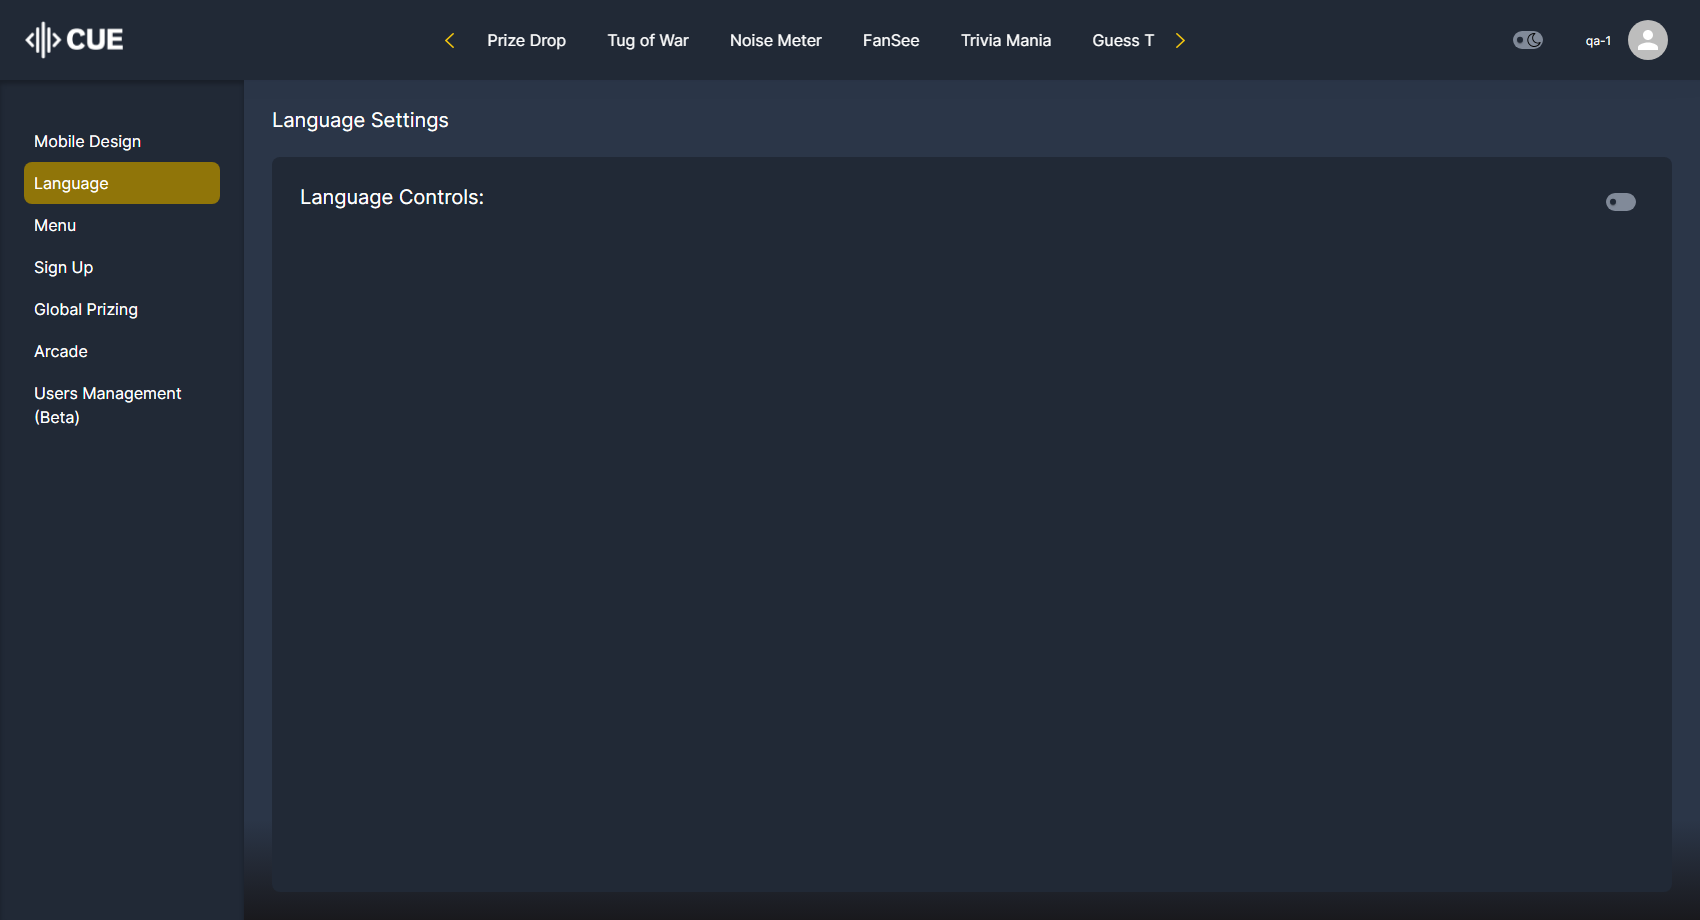 CUE
Prize Drop
Tug of War
Noise Meter
FanSee
Trivia Mania
Guess T
qa-1
Mobile Design
Language
Menu
Sign Up
Global Prizing
Arcade
Users Management
(Beta)
Language Settings
Language Controls: